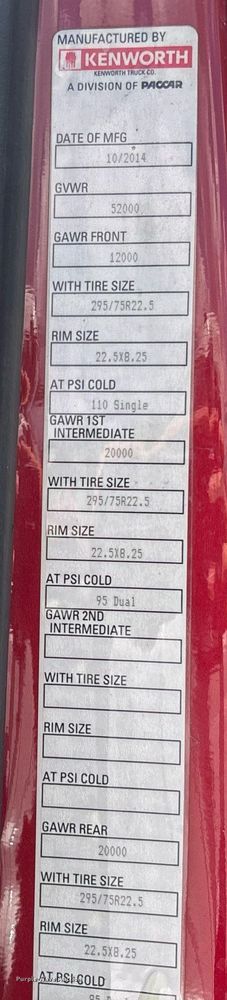 MANUFACTURED BY
KENWORTH
KENWORTH TRUCK CO.
A DIVISION OF PACCAR
DATE OF MFG
10/2014
GVWR
52000
GAWR FRONT
12000
WITH TIRE SIZE
295/75R22.5
RIM SIZE
22.5X8.25
AT PSI COLD
110 Single
GAWR 1ST
INTERMEDIATE
20000
WITH TIRE SIZE
295/75R22.5
RIM SIZE
22.5X8.25
AT PSI COLD
95 Dual
GAWR 2ND
INTERMEDIATE
WITH TIRE SIZE
RIM SIZE
AT PSI COLD
GAWR REAR
20000
WITH TIRE SIZE
295/75R22.5
RIM SIZE
22.5X8.25
AT PSI COLD